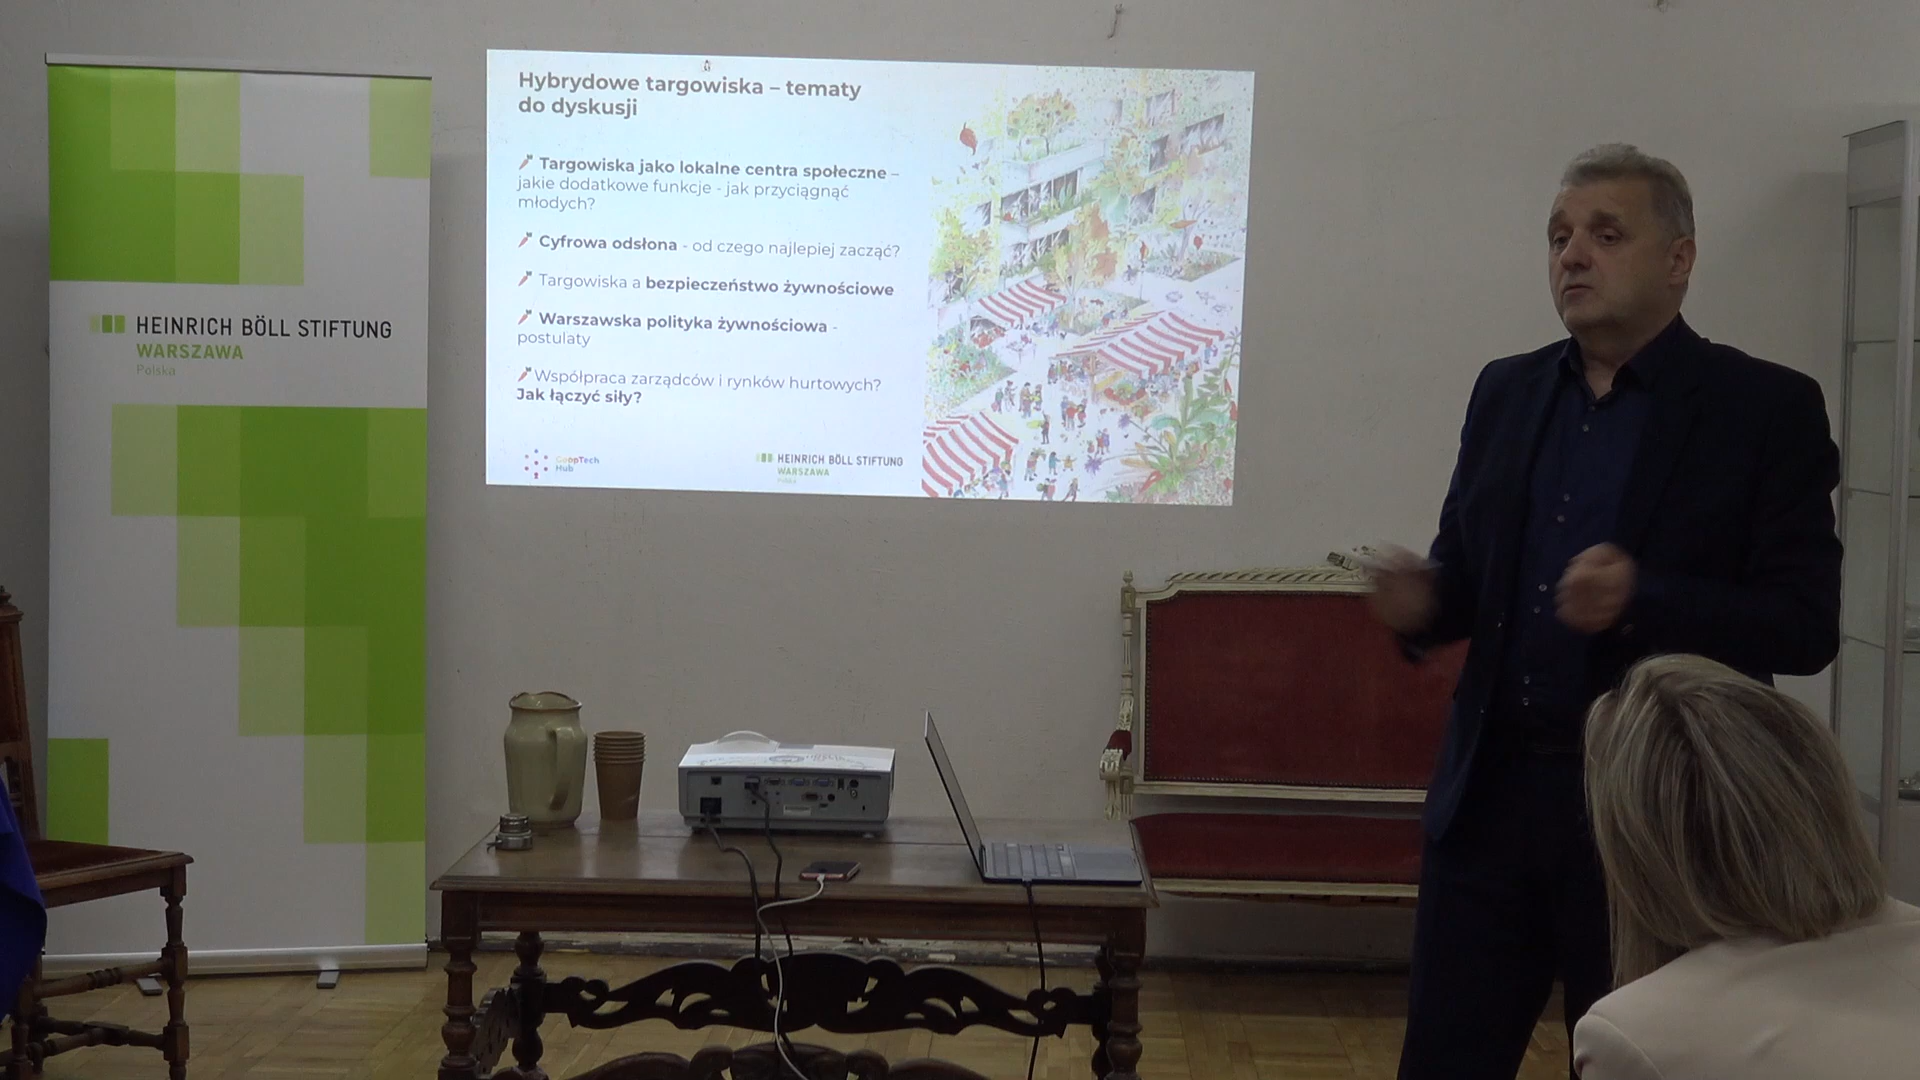 HEINRICH BÖLL STIFTUNG
WARSZAWA
Polska
Hybrydowe targowiska – tematy
do dyskusji
Targowiska jako lokalne centra społeczne –
jakie dodatkowe funkcje - jak przyciągnąć
młodych?
Cyfrowa odsłona - od czego najlepiej zacząć?
Targowiska a bezpieczeństwo żywnościowe
Warszawska polityka żywnościowa -
postulaty
Współpraca zarządców i rynków hurtowych?
Jak łączyć siły?
CoopTech
Hub
HEINRICH BÖLL STIFTUNG
WARSZAWA
Polska